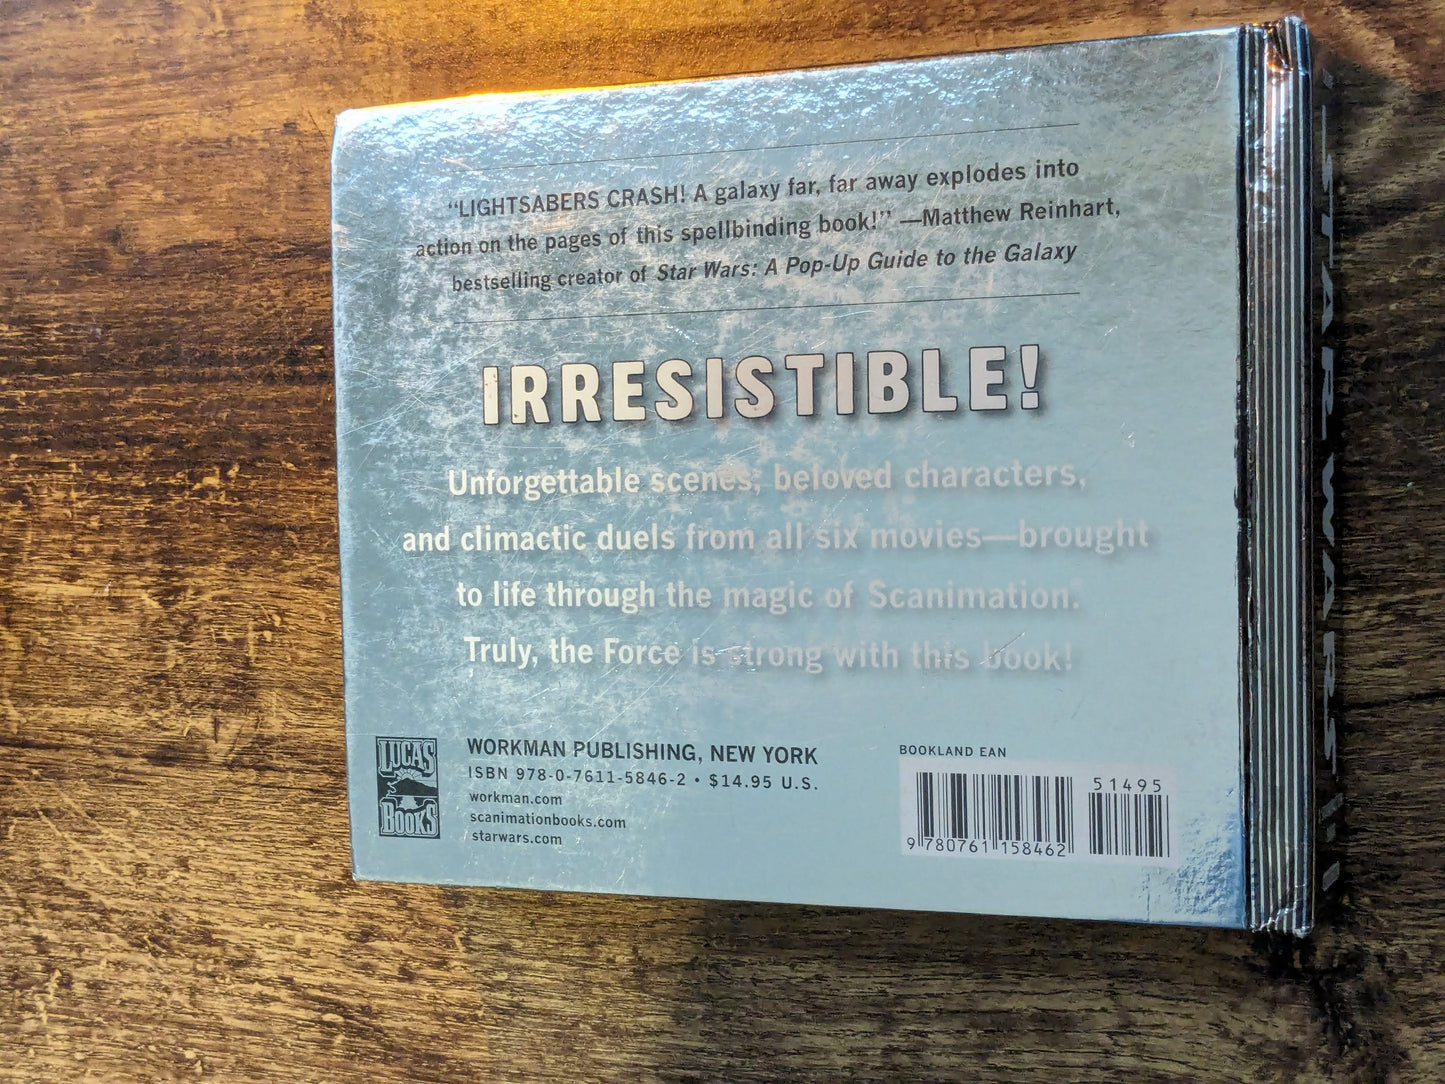 “LIGHTSABERS CRASH! A galaxy far, far away explodes into
action on the pages of this spellbinding book!” —Matthew Reinhart,
bestselling creator of Star Wars: A Pop-Up Guide to the Galaxy
IRRESISTIBLE!
Unforgettable scenes, beloved characters,
and climactic duels from all six movies—brought
to life through the magic of Scanimation.
Truly, the Force is strong with this book!
LUCAS
BOOKS
WORKMAN PUBLISHING, NEW YORK
ISBN 978-0-7611-5846-2 • $14.95 U.S.
workman.com
scanimationbooks.com
starwars.com
BOOKLAND EAN
51495
9 780761 158462
STAR WARS